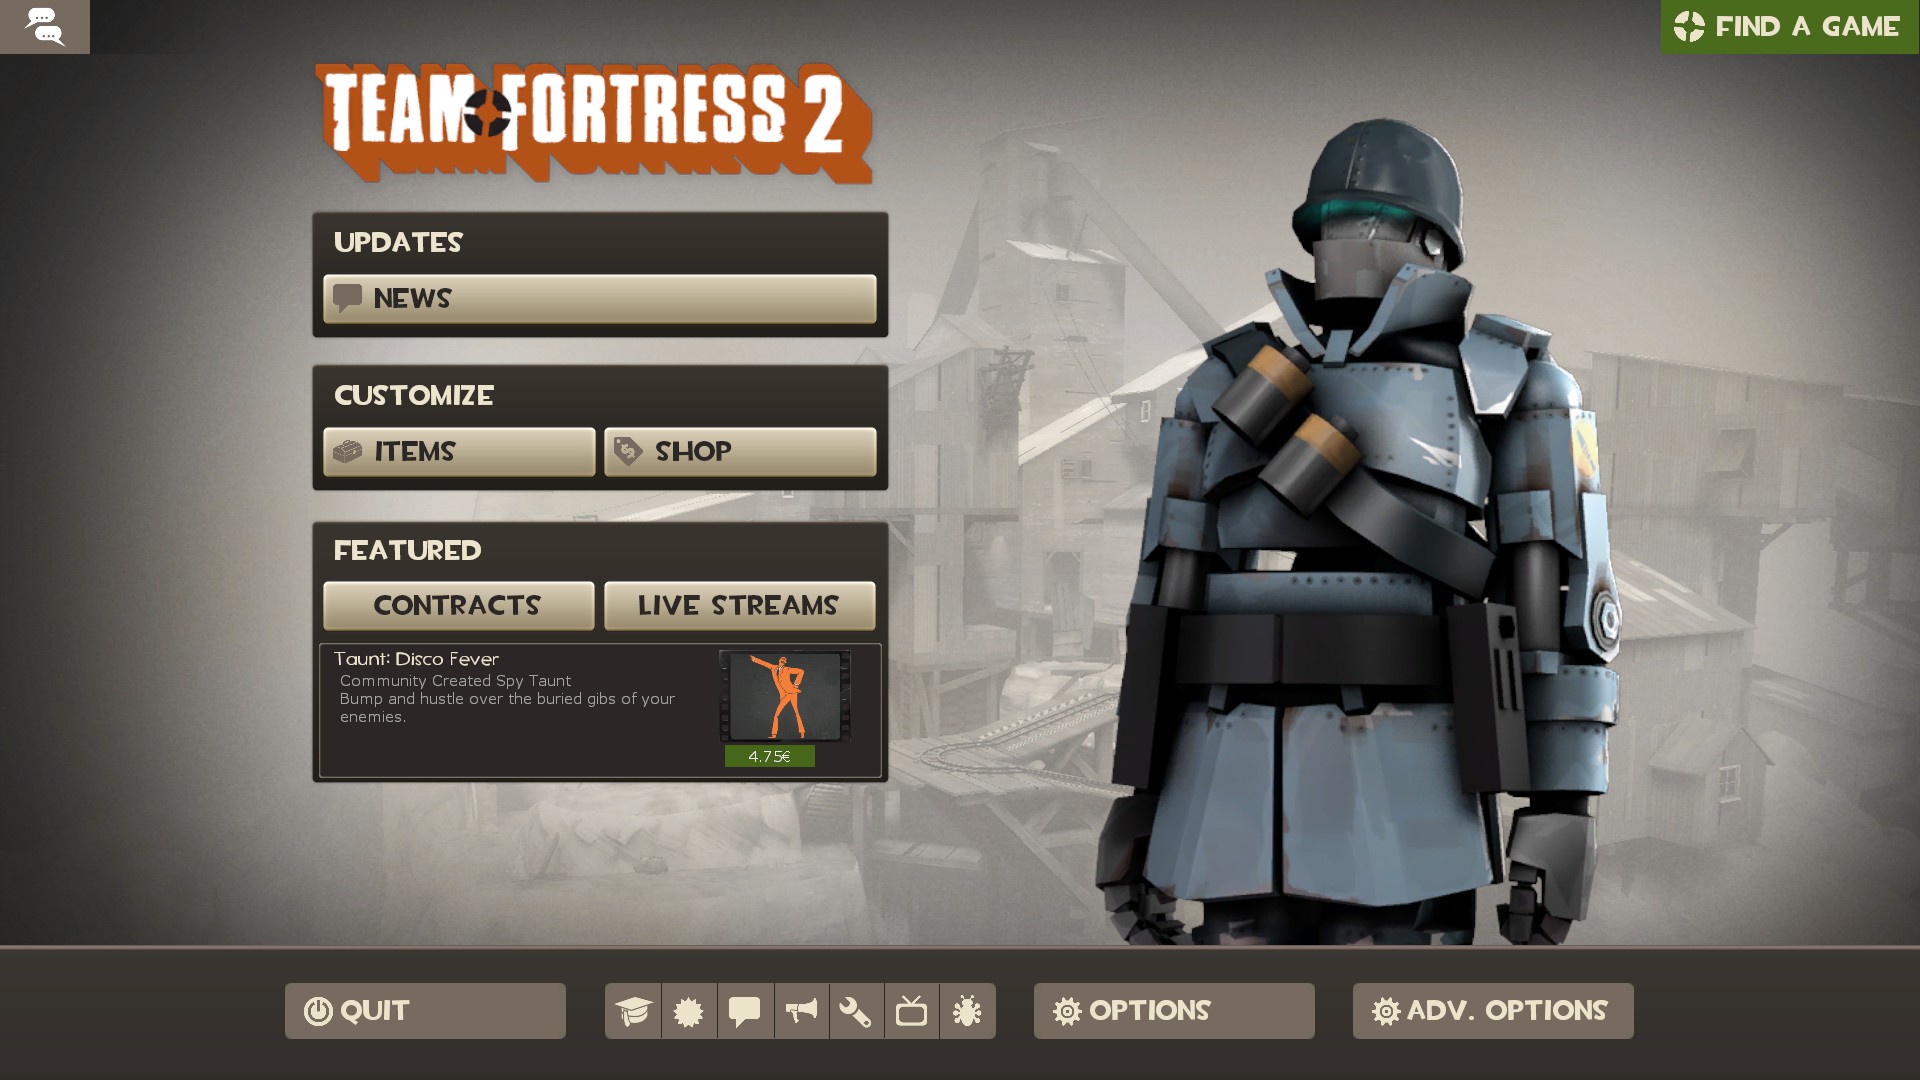 FIND A GAME
TEAM FORTRESS 2
UPDATES
NEWS
CUSTOMIZE
ITEMS
SHOP
FEATURED
CONTRACTS
LIVE STREAMS
Taunt: Disco Fever
Community Created Spy Taunt
Bump and hustle over the buried gibs of your
enemies.
4.75€
QUIT
OPTIONS
ADV. OPTIONS